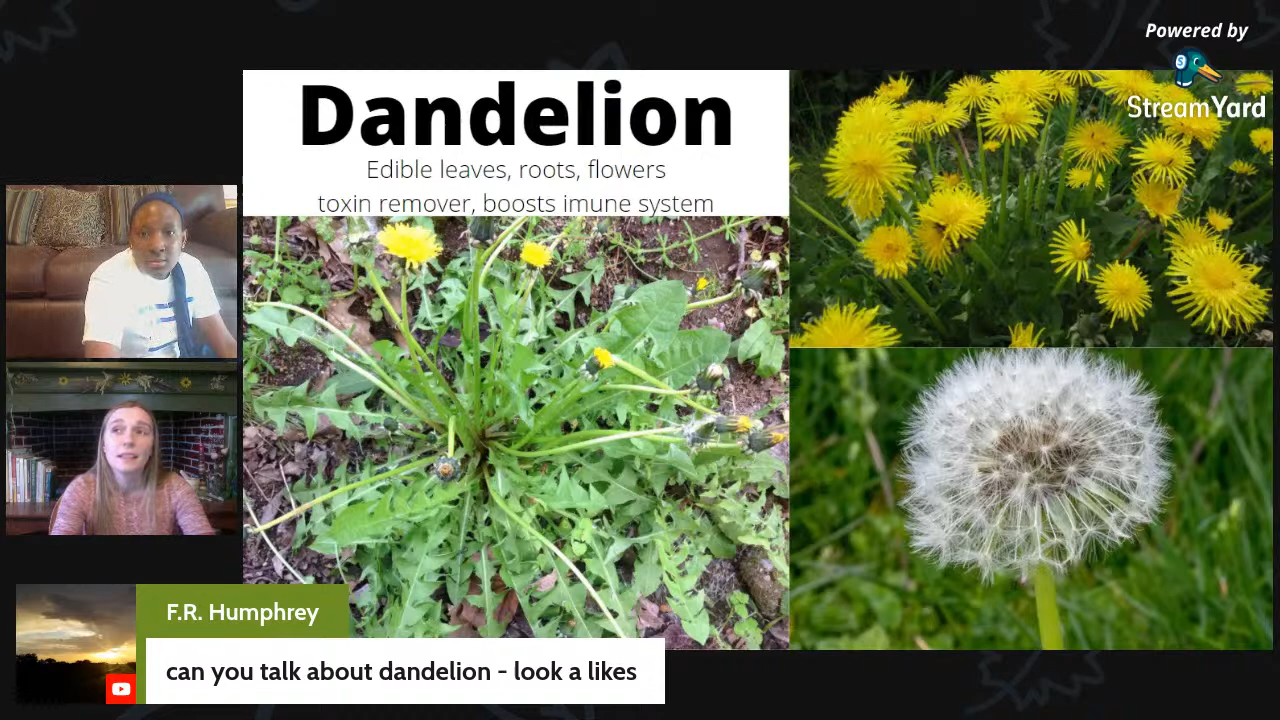 Powered by
StreamYard
Dandelion
Edible leaves, roots, flowers
toxin remover, boosts imune system
F.R. Humphrey
can you talk about dandelion - look a likes